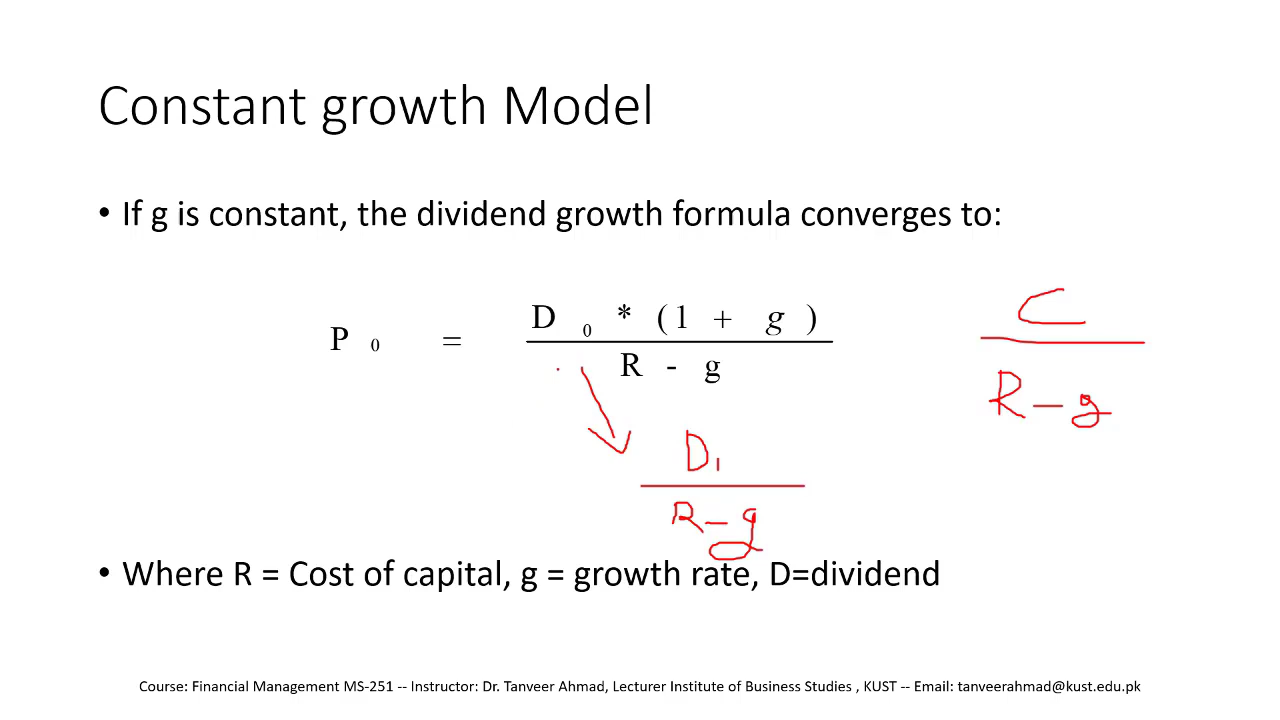 Constant growth Model
• If g is constant, the dividend growth formula converges to:
P 0 = D 0 * (1 + g ) / R - g
C / R - g
D1 / R - g
• Where R = Cost of capital, g = growth rate, D=dividend
Course: Financial Management MS-251 -- Instructor: Dr. Tanveer Ahmad, Lecturer Institute of Business Studies , KUST -- Email: tanveerahmad@kust.edu.pk